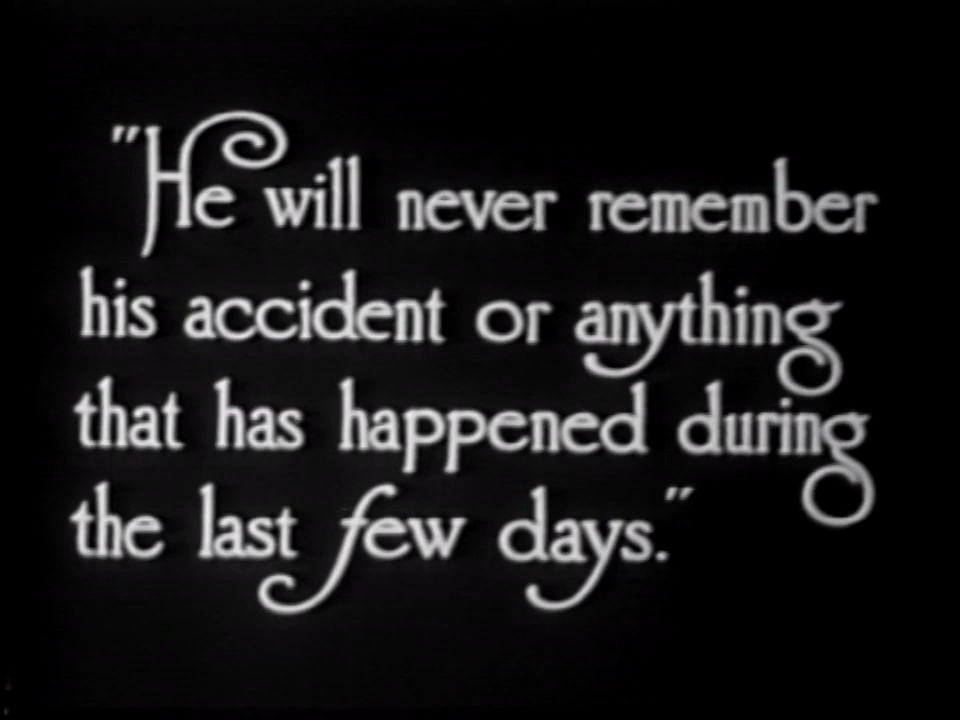 "He will never remember
his accident or anything
that has happened during
the last few days."